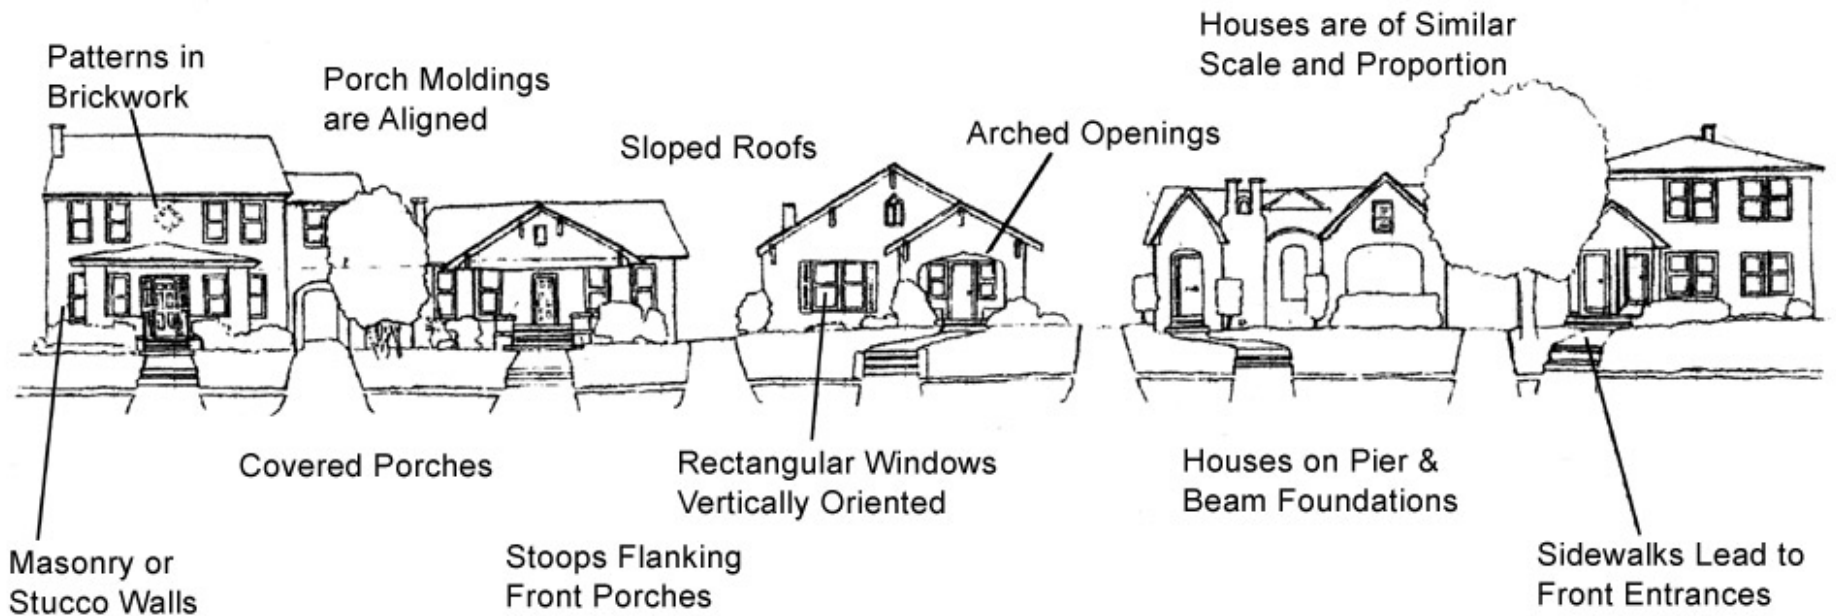 Patterns in
Brickwork
Porch Moldings
are Aligned
Sloped Roofs
Arched Openings
Houses are of Similar
Scale and Proportion
Covered Porches
Rectangular Windows
Vertically Oriented
Houses on Pier &
Beam Foundations
Masonry or
Stucco Walls
Stoops Flanking
Front Porches
Sidewalks Lead to
Front Entrances